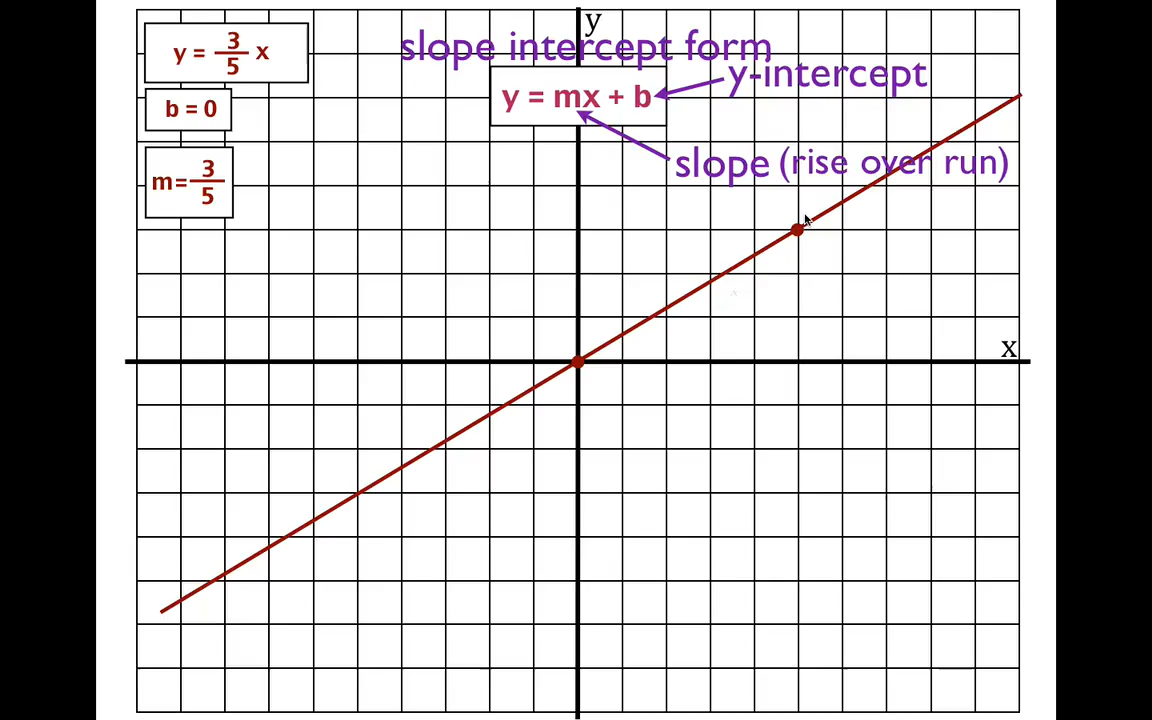 y
slope intercept form
y = 3/5 x
y-intercept
y = mx + b
b = 0
slope (rise over run)
m= 3/5
x